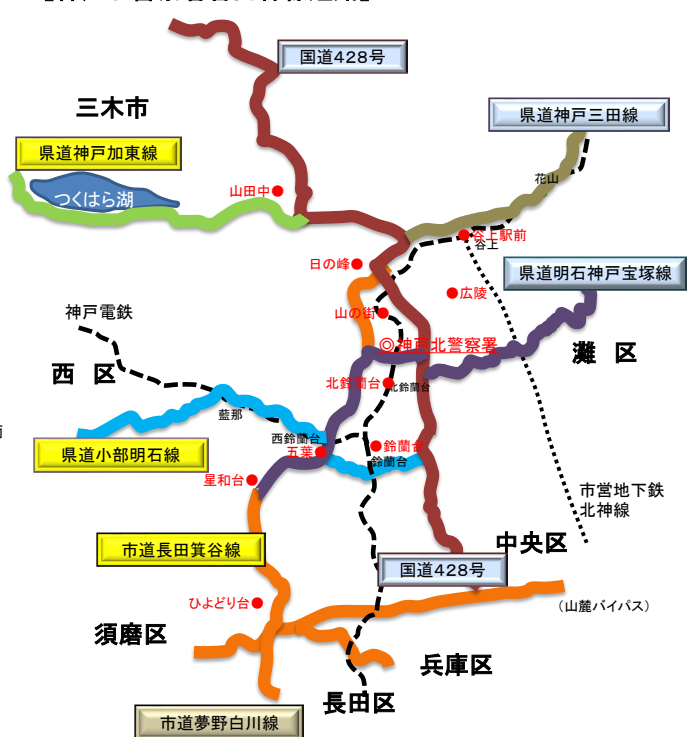 国道428号
三木市
県道神戸三田線
県道神戸加東線
花山
つくはら湖
山田中
谷上駅前
谷上
日の峰
県道明石神戸宝塚線
広陵
神戸電鉄
山の街
◎神戸北警察署
灘 区
西 区
北鈴蘭台
北鈴蘭台
藍那
西鈴蘭台
五葉
鈴蘭台
鈴蘭台
県道小部明石線
星和台
市営地下鉄
北神線
中央区
市道長田箕谷線
国道428号
ひよどり台
(山麓バイパス)
須磨区
兵庫区
長田区
市道夢野白川線